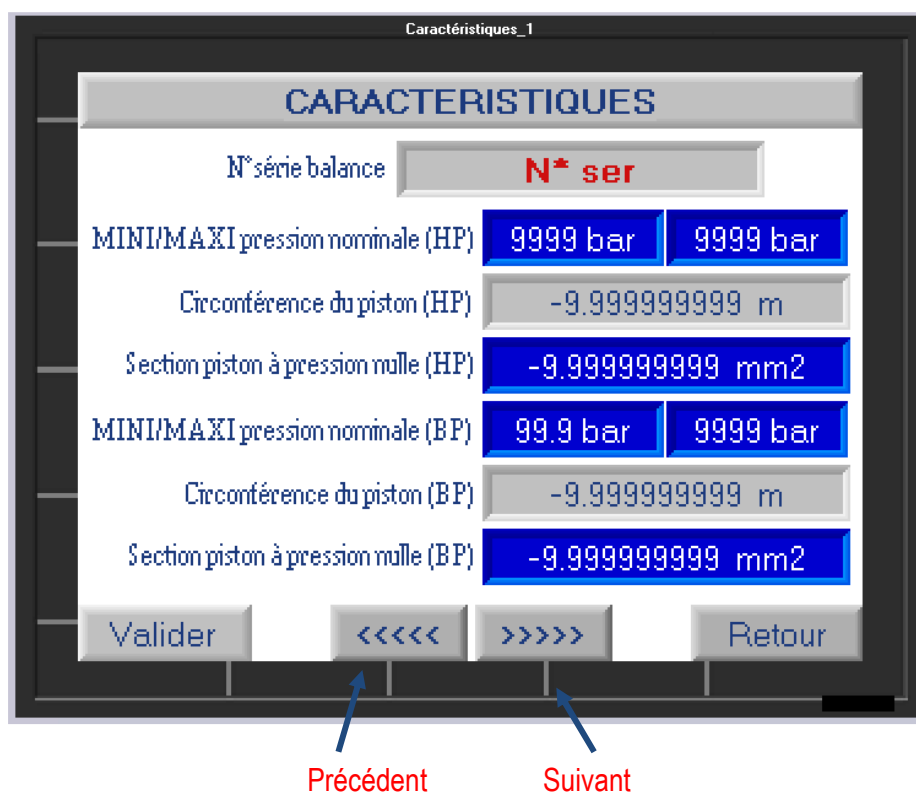 Caractéristiques_1
CARACTERISTIQUES
N°série balance N* ser
MINI/MAXI pression nominale (HP) 9999 bar 9999 bar
Circonférence du piston (HP) -9.999999999 m
Section piston à pression nulle (HP) -9.999999999 mm2
MINI/MAXI pression nominale (BP) 99.9 bar 9999 bar
Circonférence du piston (BP) -9.999999999 m
Section piston à pression nulle (BP) -9.999999999 mm2
Valider <<<<< >>>>> Retour
Précédent Suivant